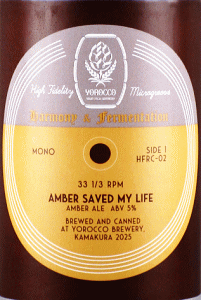 YOROCCO
High Fidelity Microgroove
Brewery & Fermentation
MONO
SIDE 1
HFRC-02
33 1/3 RPM
AMBER SAVED MY LIFE
AMBER ALE ABV 5%
BREWED AND CANNED
AT YOROCCO BREWERY,
KAMAKURA 2025